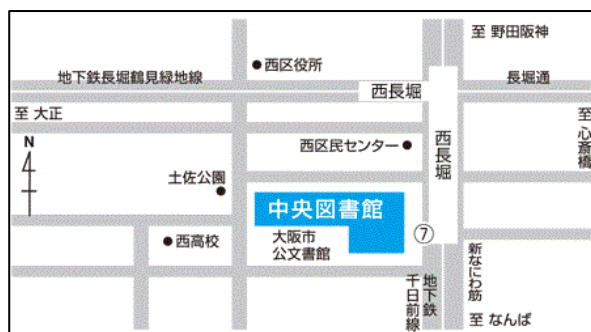 至 野田阪神
西区役所
地下鉄長堀鶴見緑地線
長堀通
西長堀
至 大正
至 心斎橋
西区民センター
西長堀
N
土佐公園
中央図書館
大阪市
公文書館
⑦
西高校
新なにわ筋
地下鉄
千日前線
至 なんば